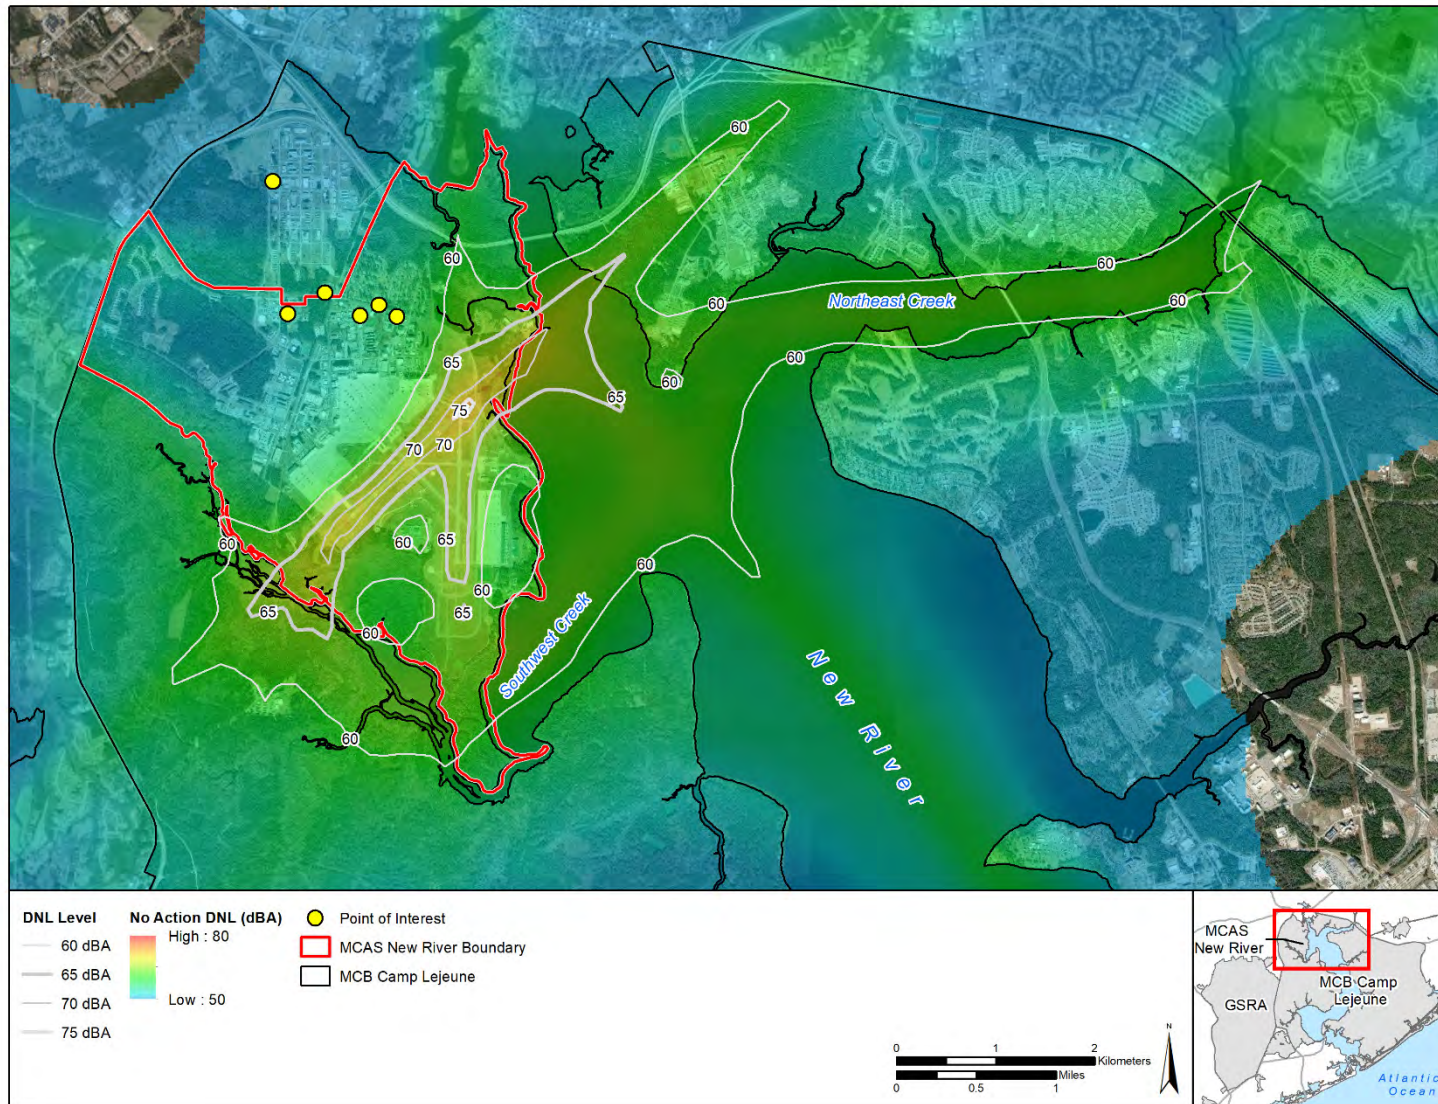 60
60
60
60
Northeast Creek
60
60
60
60
65
65
75
70
70
60
65
60
60
60
65
65
60
Southwest Creek
60
New River
DNL Level
60 dBA
65 dBA
70 dBA
75 dBA
No Action DNL (dBA)
High : 80
Low : 50
Point of Interest
MCAS New River Boundary
MCB Camp Lejeune
0 1 2
Kilometers
Miles
0 0.5 1
N
MCAS
New River
MCB Camp
Lejeune
GSRA
Atlantic
Ocean